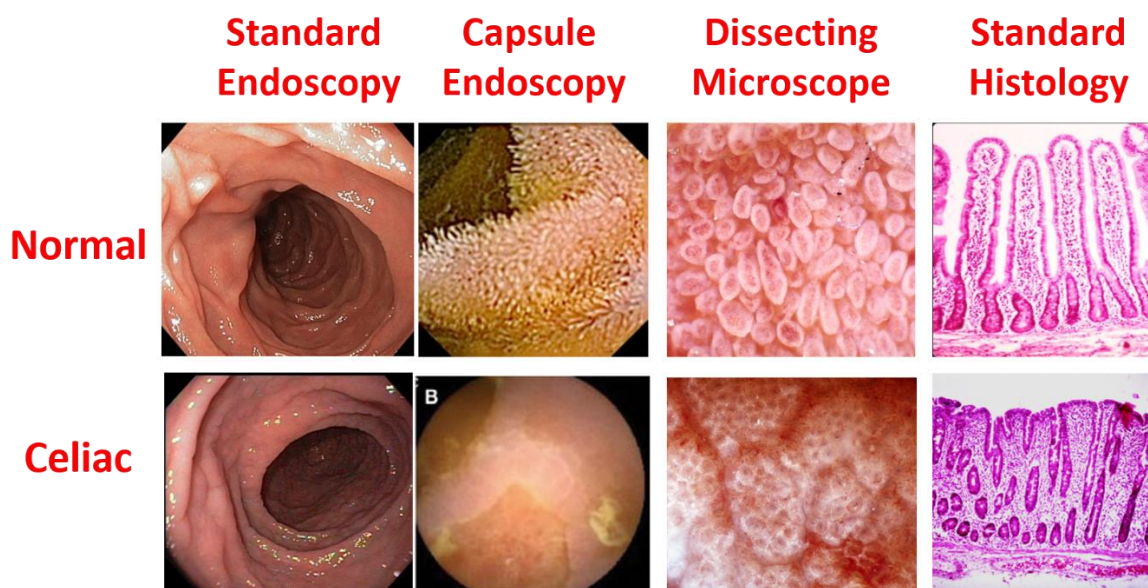 Standard Endoscopy
Capsule Endoscopy
Dissecting Microscope
Standard Histology
Normal
Celiac
B